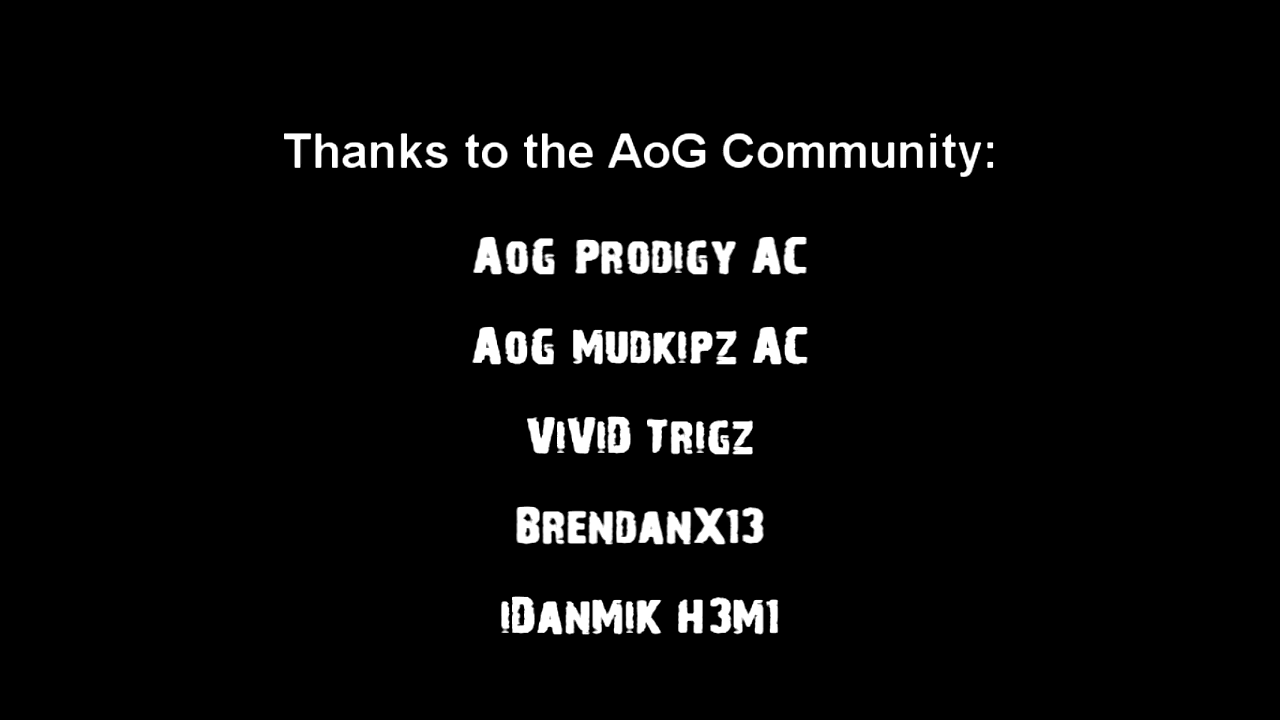 Thanks to the AoG Community:
AoG Prodigy AC
AoG Mudkipz AC
ViViD Trigz
BrendanX13
iDanMiK H3M1